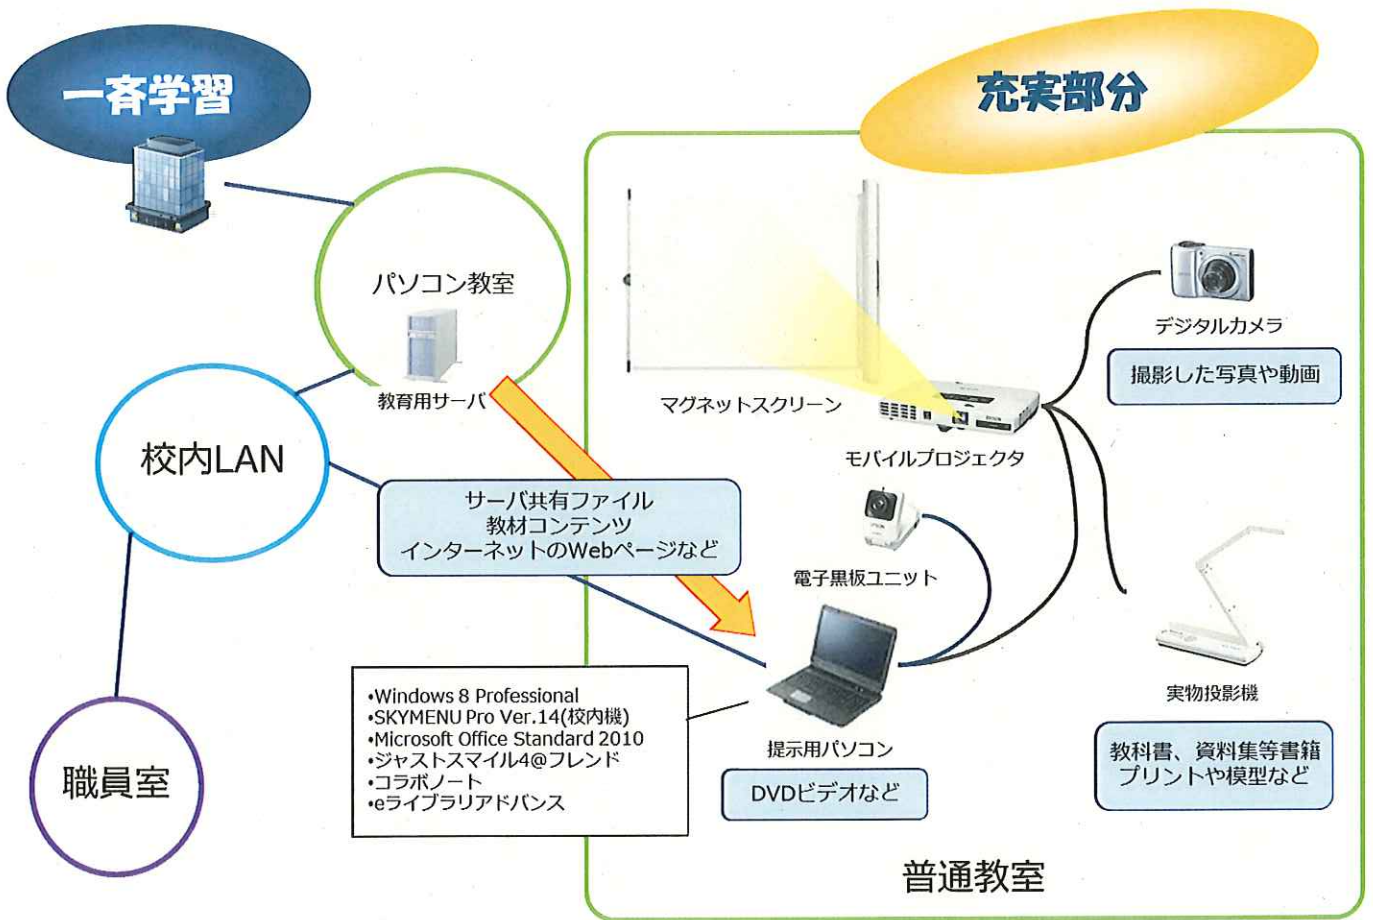 一斉学習
充実部分
パソコン教室
教育用サーバ
校内LAN
職員室
サーバ共有ファイル
教材コンテンツ
インターネットのWebページなど
マグネットスクリーン
モバイルプロジェクタ
デジタルカメラ
撮影した写真や動画
電子黒板ユニット
実物投影機
教科書、資料集等書籍
プリントや模型など
提示用パソコン
DVDビデオなど
•Windows 8 Professional
•SKYMENU Pro Ver.14(校内機)
•Microsoft Office Standard 2010
•ジャストスマイル4@フレンド
•コラボノート
•eライブラリアドバンス
普通教室